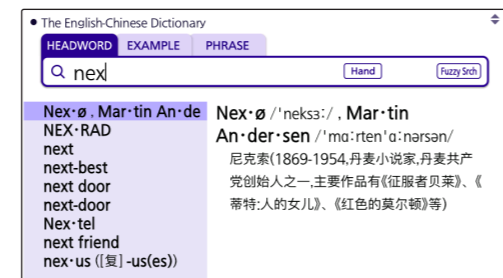 The English-Chinese Dictionary
HEADWORD EXAMPLE PHRASE
nex Hand Fuzzy Srch
Nex·ø , Mar·tin An·de
NEX·RAD
next
next-best
next door
next-door
Nex·tel
next friend
nex·us ([复] -us(es))
Nex·ø /ˈneksɜː/ , Mar·tin
An·der·sen /ˈmɑːrtenˈɑːnərsən/
尼克索(1869-1954,丹麦小说家,丹麦共产
党创始人之一,主要作品有《征服者贝莱》、《
蒂特:人的女儿》、《红色的莫尔顿》等)